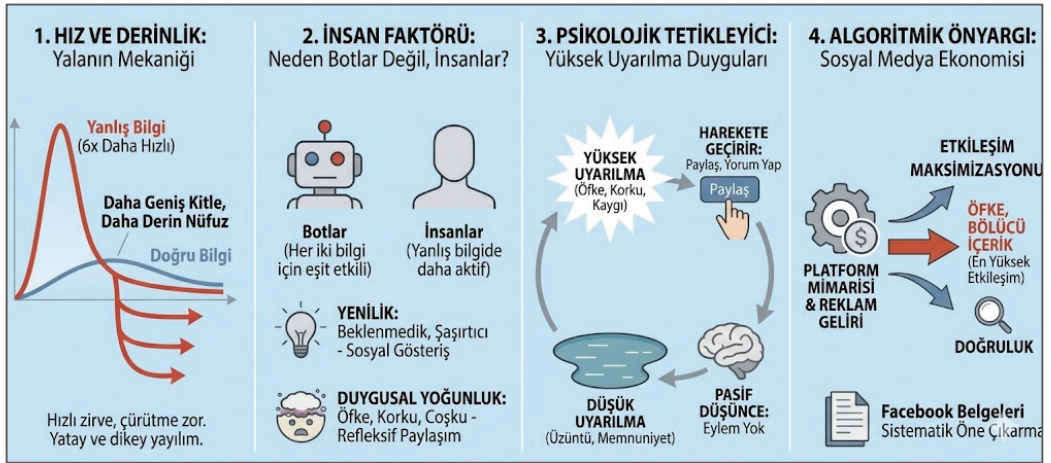 1. HIZ VE DERİNLİK:
Yalanın Mekaniği
Yanlış Bilgi
(6x Daha Hızlı)
Daha Geniş Kitle,
Daha Derin Nüfuz
Doğru Bilgi
Hızlı zirve, çürütme zor.
Yatay ve dikey yayılım.
2. İNSAN FAKTÖRÜ:
Neden Botlar Değil, İnsanlar?
Botlar
(Her iki bilgi
için eşit etkili)
İnsanlar
(Yanlış bilgide
daha aktif)
YENİLİK:
Beklenmedik, Şaşırtıcı
- Sosyal Gösteriş
DUYGUSAL YOĞUNLUK:
Öfke, Korku, Coşku -
Refleksif Paylaşım
3. PSİKOLOJİK TETİKLEYİCİ:
Yüksek Uyarılma Duyguları
YÜKSEK
UYARILMA
(Öfke, Korku,
Kaygı)
HAREKETE
GEÇİRİR:
Paylaş, Yorum Yap
Paylaş
PASİF
DÜŞÜNCE:
Eylem Yok
DÜŞÜK
UYARILMA
(Üzüntü, Memnuniyet)
4. ALGORİTMİK ÖNYARGI:
Sosyal Medya Ekonomisi
ETKİLEŞİM
MAKSİMİZASYONU
$
PLATFORM
MİMARİSİ
& REKLAM
GELİRİ
ÖFKE,
BÖLÜCÜ
İÇERİK
(En Yüksek
Etkileşim)
DOĞRULUK
Facebook Belgeleri
Sistematik Öne Çıkarma